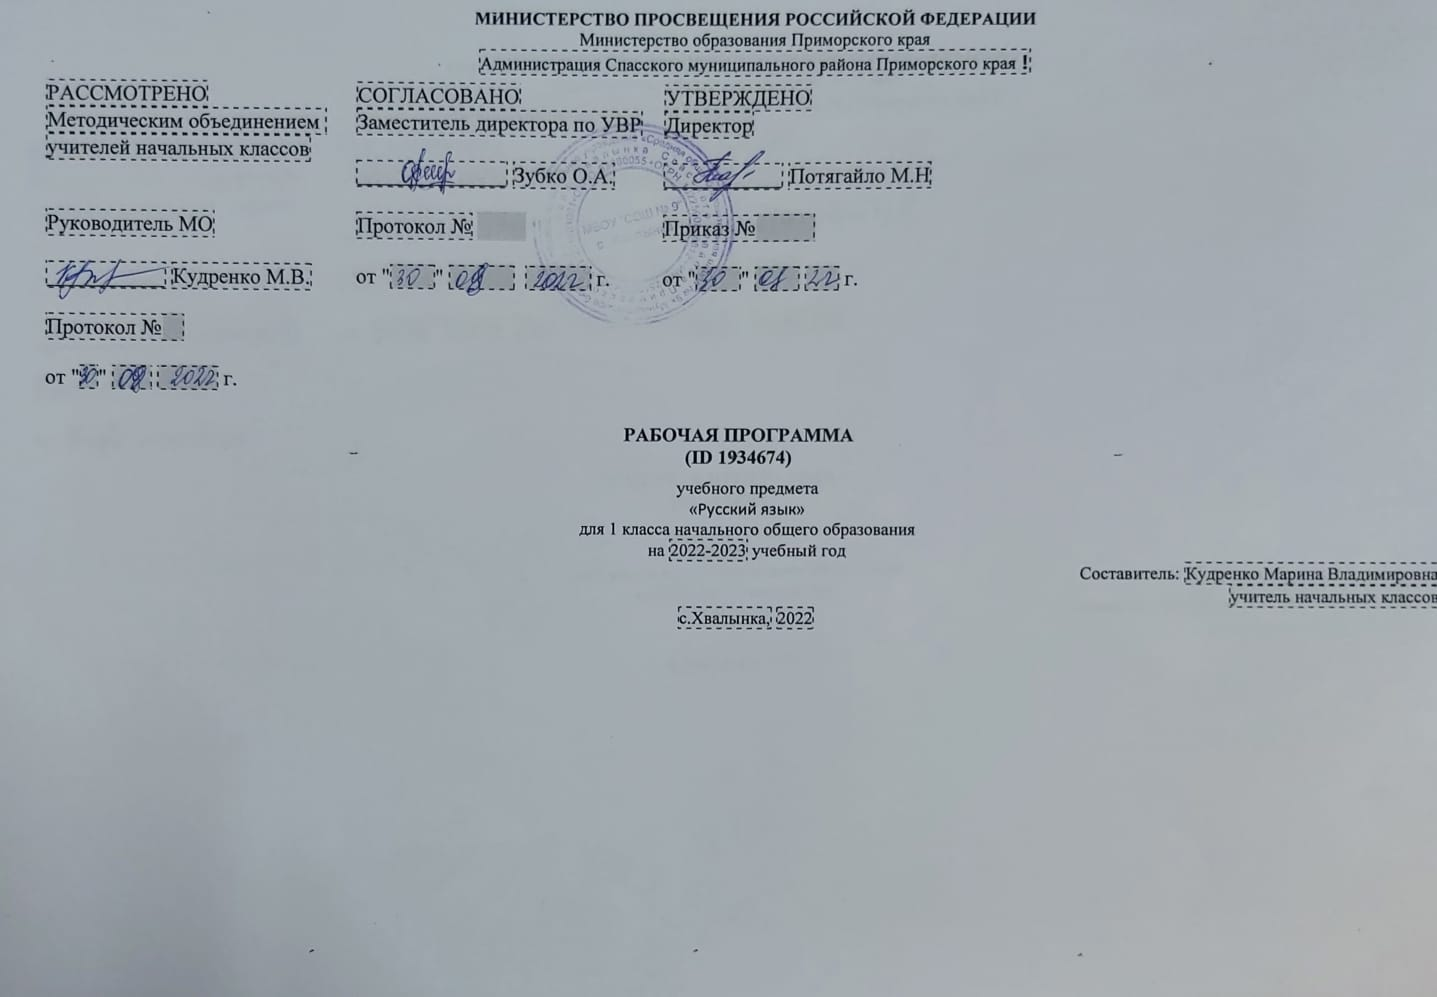 МИНИСТЕРСТВО ПРОСВЕЩЕНИЯ РОССИЙСКОЙ ФЕДЕРАЦИИ
Министерство образования Приморского края
Администрация Спасского муниципального района Приморского края !
РАССМОТРЕНО
Методическим объединением
учителей начальных классов
Руководитель МО
Кудренко М.В.
Протокол №
от "30" 08 2022 г.
СОГЛАСОВАНО
Заместитель директора по УВР
Зубко О.А.
Протокол №
от "30" 08 2022 г.
УТВЕРЖДЕНО
Директор
Потягайло М.Н
Приказ №
от "30" 08 22 г.
МБОУ "СОШ № 9"
РАБОЧАЯ ПРОГРАММА
(ID 1934674)
учебного предмета
«Русский язык»
для 1 класса начального общего образования
на 2022-2023 учебный год
Составитель: Кудренко Марина Владимировна
учитель начальных классов
с.Хвалынка, 2022